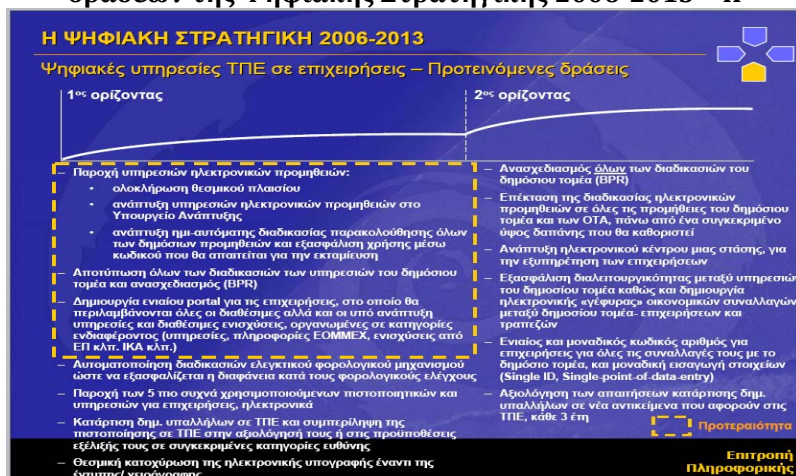 Η ΨΗΦΙΑΚΗ ΣΤΡΑΤΗΓΙΚΗ 2006-2013
Ψηφιακές υπηρεσίες ΤΠΕ σε επιχειρήσεις – Προτεινόμενες δράσεις
1ος ορίζοντας
– Παροχή υπηρεσιών ηλεκτρονικών προμηθειών:
• ολοκλήρωση θεσμικού πλαισίου
• ανάπτυξη υπηρεσιών ηλεκτρονικών προμηθειών στο
Υπουργείο Ανάπτυξης
• ανάπτυξη ημι-αυτόματης διαδικασίας παρακολούθησης όλων
των δημόσιων προμηθειών και εξασφάλιση χρήσης μέσω
κωδικού που θα απαιτείται για την εκταμίευση
– Αποτύπωση όλων των διαδικασιών των υπηρεσιών του δημόσιου
τομέα και ανασχεδιασμός (BPR)
– Δημιουργία ενιαίου portal για τις επιχειρήσεις, στο οποίο θα
περιλαμβάνονται όλες οι διαθέσιμες αλλά και οι υπό ανάπτυξη
υπηρεσίες και διαθέσιμες ενισχύσεις, οργανωμένες σε κατηγορίες
ενδιαφέροντος (υπηρεσίες, πληροφορίες ΕΟΜΜΕΧ, ενισχύσεις από
ΕΠ κλπ. ΙΚΑ κλπ.)
– Αυτοματοποίηση διαδικασιών ελεγκτικού φορολογικού μηχανισμού
ώστε να εξασφαλίζεται η διαφάνεια κατά τους φορολογικούς ελέγχους
– Παροχή των 5 πιο συχνά χρησιμοποιούμενων πιστοποιητικών και
υπηρεσιών για επιχειρήσεις, ηλεκτρονικά
– Κατάρτιση δημ. υπαλλήλων σε ΤΠΕ και συμπερίληψη της
πιστοποίησης σε ΤΠΕ στην αξιολόγησή τους ή στις προϋποθέσεις
εξέλιξής τους σε συγκεκριμένες κατηγορίες ευθύνης
– Θεσμική κατοχύρωση της ηλεκτρονικής υπογραφής έναντι της
2ος ορίζοντας
– Ανασχεδιασμός όλων των διαδικασιών του
δημόσιου τομέα (BPR)
– Επέκταση της διαδικασίας ηλεκτρονικών
προμηθειών σε όλες τις προμήθειες του δημόσιου
τομέα και των ΟΤΑ, πάνω από ένα συγκεκριμένο
ύψος δαπάνης που θα καθοριστεί
– Ανάπτυξη ηλεκτρονικού κέντρου μιας στάσης, για
την εξυπηρέτηση των επιχειρήσεων
– Εξασφάλιση διαλειτουργικότητας μεταξύ υπηρεσιών
του δημοσίου τομέα καθώς και δημιουργία
ηλεκτρονικής «γέφυρας» οικονομικών συναλλαγών
μεταξύ δημοσίου τομέα- επιχειρήσεων και
τραπεζών
– Ενιαίος και μοναδικός κωδικός αριθμός για
επιχειρήσεις για όλες τις συναλλαγές τους με το
δημόσιο τομέα, και μοναδική εισαγωγή στοιχείων
(Single ID, Single-point-of-data-entry)
– Αξιολόγηση των απαιτήσεων κατάρτισης δημ.
υπαλλήλων σε νέα αντικείμενα που αφορούν στις
ΤΠΕ, κάθε 3 έτη
Προτεραιότητα
Επιτροπή
Πληροφορικής